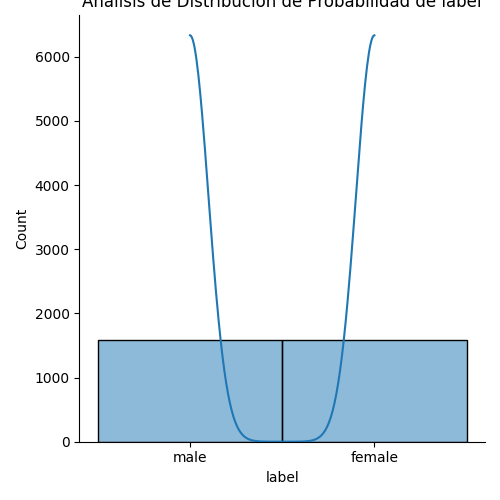 Análisis de Distribución de Probabilidad de label
6000
5000
4000
3000
2000
1000
0
Count
male female
label